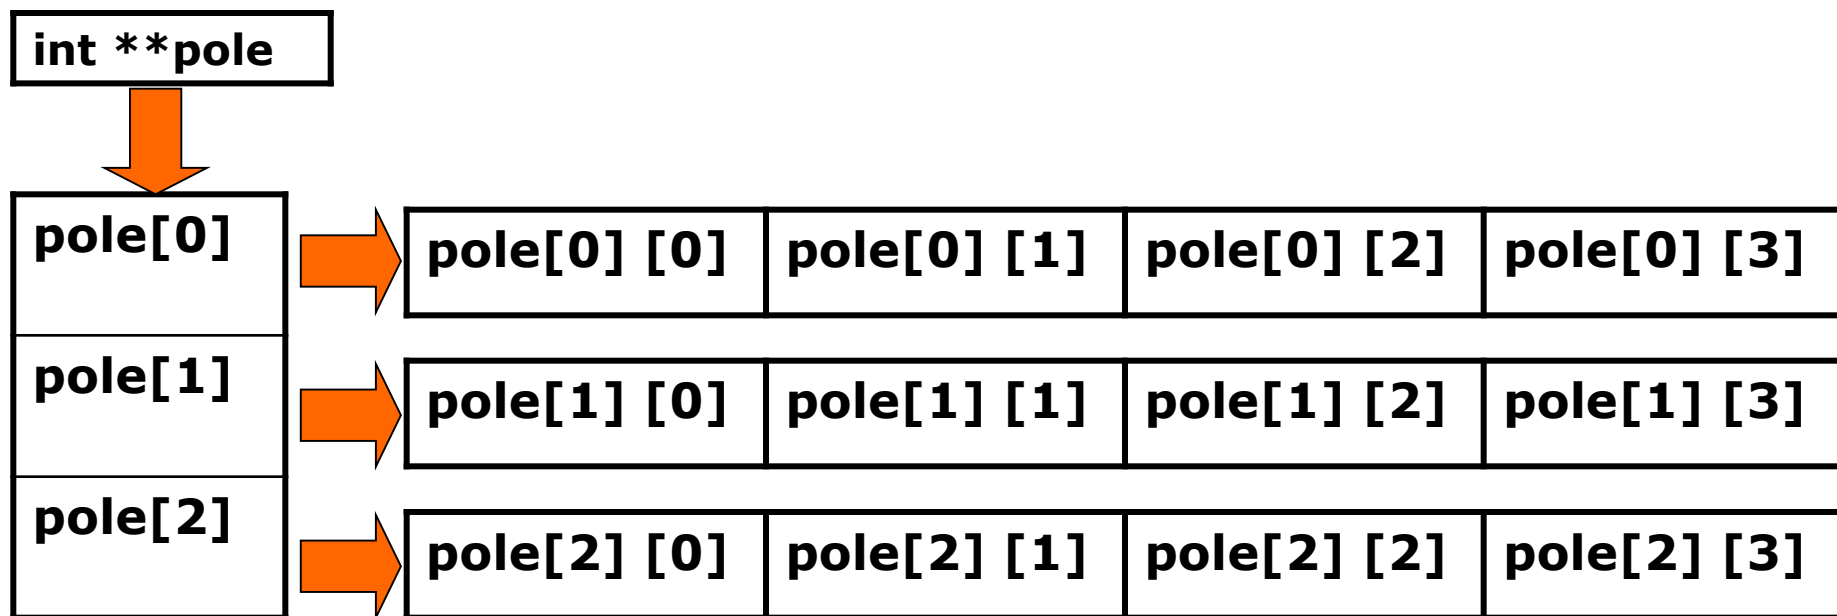 int **pole
pole[0]
pole[0] [0] pole[0] [1] pole[0] [2] pole[0] [3]
pole[1]
pole[1] [0] pole[1] [1] pole[1] [2] pole[1] [3]
pole[2]
pole[2] [0] pole[2] [1] pole[2] [2] pole[2] [3]